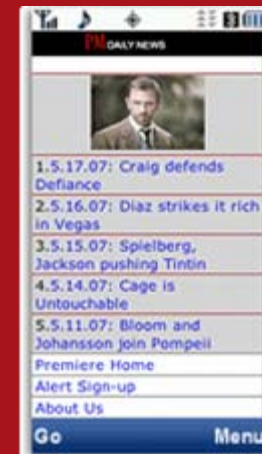 PM DAILY NEWS
1.5.17.07: Craig defends
Defiance
2.5.16.07: Diaz strikes it rich
in Vegas
3.5.15.07: Spielberg,
Jackson pushing Tintin
4.5.14.07: Cage is
Untouchable
5.5.11.07: Bloom and
Johansson join Pompeii
Premiere Home
Alert Sign-up
About Us
Go Menu